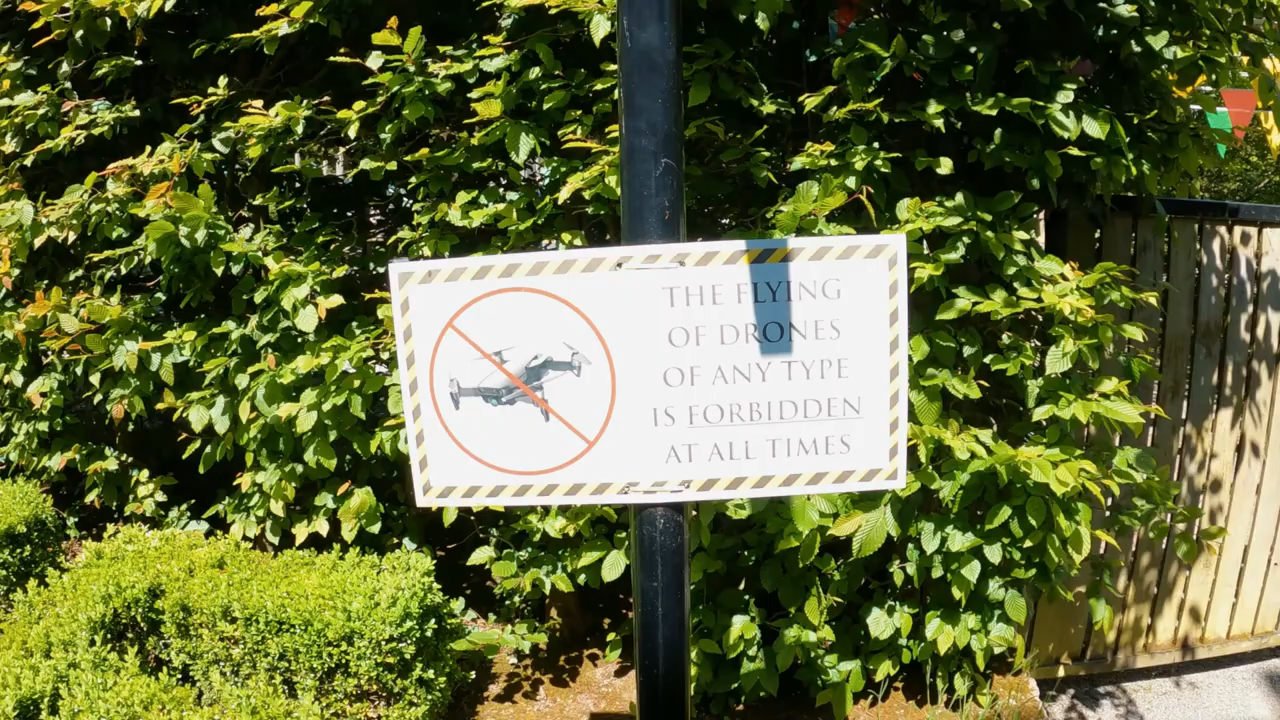 THE FLYING
OF DRONES
OF ANY TYPE
IS FORBIDDEN
AT ALL TIMES